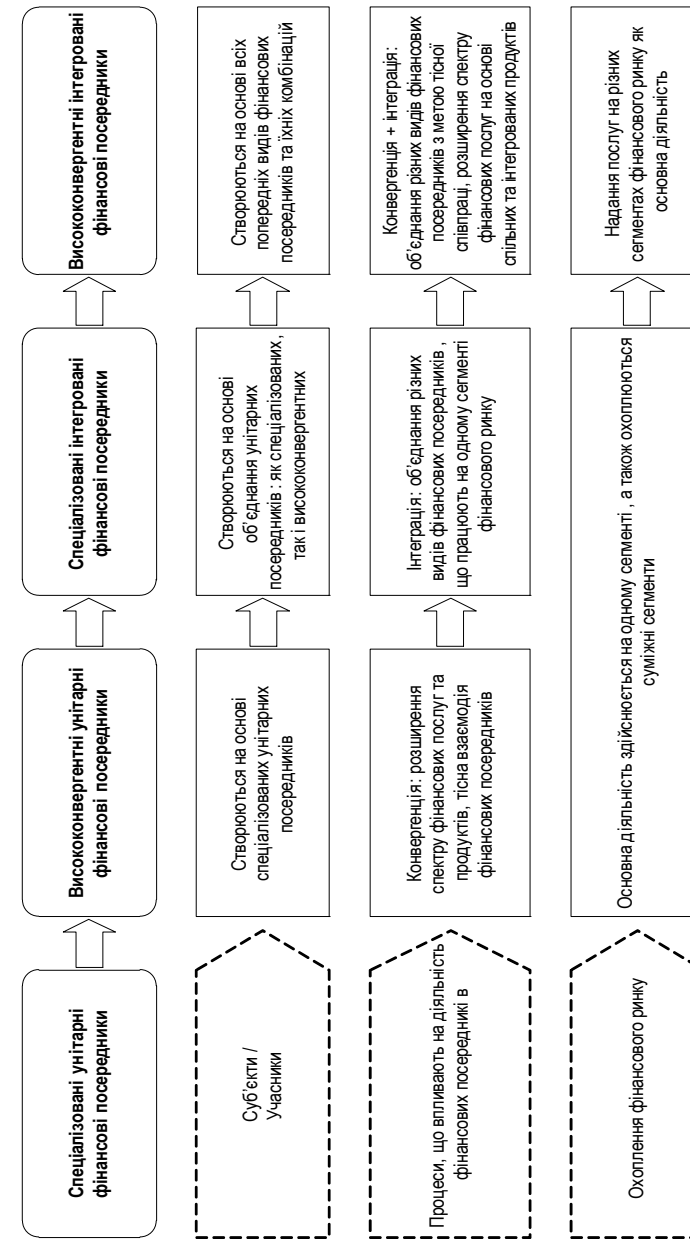 Спеціалізовані унітарні
фінансові посередники
Висококонвергентні унітарні
фінансові посередники
Спеціалізовані інтегровані
фінансові посередники
Висококонвергентні інтегровані
фінансові посередники
Суб’єкти /
Учасники
Створюються на основі
спеціалізованих унітарних
посередників
Створюються на основі
об’єднання унітарних
посередників : як спеціалізованих ,
так і висококонвергентних
Створюються на основі всіх
попередніх видів фінансових
посередників та їхніх комбінацій
Процеси, що впливають на діяльність
фінансових посередникі в
Конвергенція : розширення
спектру фінансових послуг та
продуктів, тісна взаємодія
фінансових посередників
Інтеграція: об’єднання різних
видів фінансових посередників ,
що працюють на одному сегменті
фінансового ринку
Конвергенція + інтеграція :
об’єднання різних видів фінансових
посередників з метою тісної
співпраці, розширення спектру
фінансових послуг на основі
спільних та інтегрованих продуктів
Охоплення фінансового ринку
Основна діяльність здійснюється на одному сегменті , а також охоплюються
суміжні сегменти
Надання послуг на різних
сегментах фінансового ринку як
основна діяльність